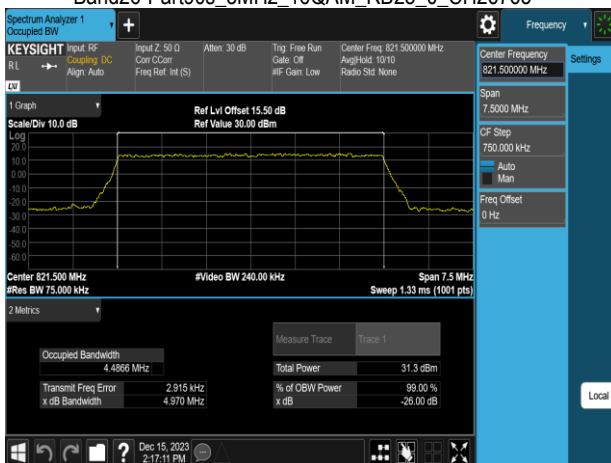 Spectrum Analyzer 1
Occupied BW
+
Frequency
KEYSIGHT
RL
Input: RF
Coupling: DC
Align: Auto
Input Z: 50 Ω
Corr CCorr
Freq Ref: Int (S)
Atten: 30 dB
Trig: Free Run
Gate: Off
#IF Gain: Low
Center Freq: 821.500000 MHz
Avg|Hold: 10/10
Radio Std: None
LXI
Center Frequency
821.500000 MHz
Settings
Span
7.5000 MHz
CF Step
750.000 kHz
Auto
Man
Freq Offset
0 Hz
1 Graph
Scale/Div 10.0 dB
Ref Lvl Offset 15.50 dB
Ref Value 30.00 dBm
Log
20.0
10.0
0.00
-10.0
-20.0
-30.0
-40.0
-50.0
-60.0
Center 821.500 MHz
#Video BW 240.00 kHz
Span 7.5 MHz
#Res BW 75.000 kHz
Sweep 1.33 ms (1001 pts)
2 Metrics
Measure Trace
Trace 1
Occupied Bandwidth
4.4866 MHz
Total Power
31.3 dBm
Transmit Freq Error
2.915 kHz
% of OBW Power
99.00 %
x dB Bandwidth
4.970 MHz
x dB
-26.00 dB
Local
?
Dec 15, 2023
2:17:11 PM